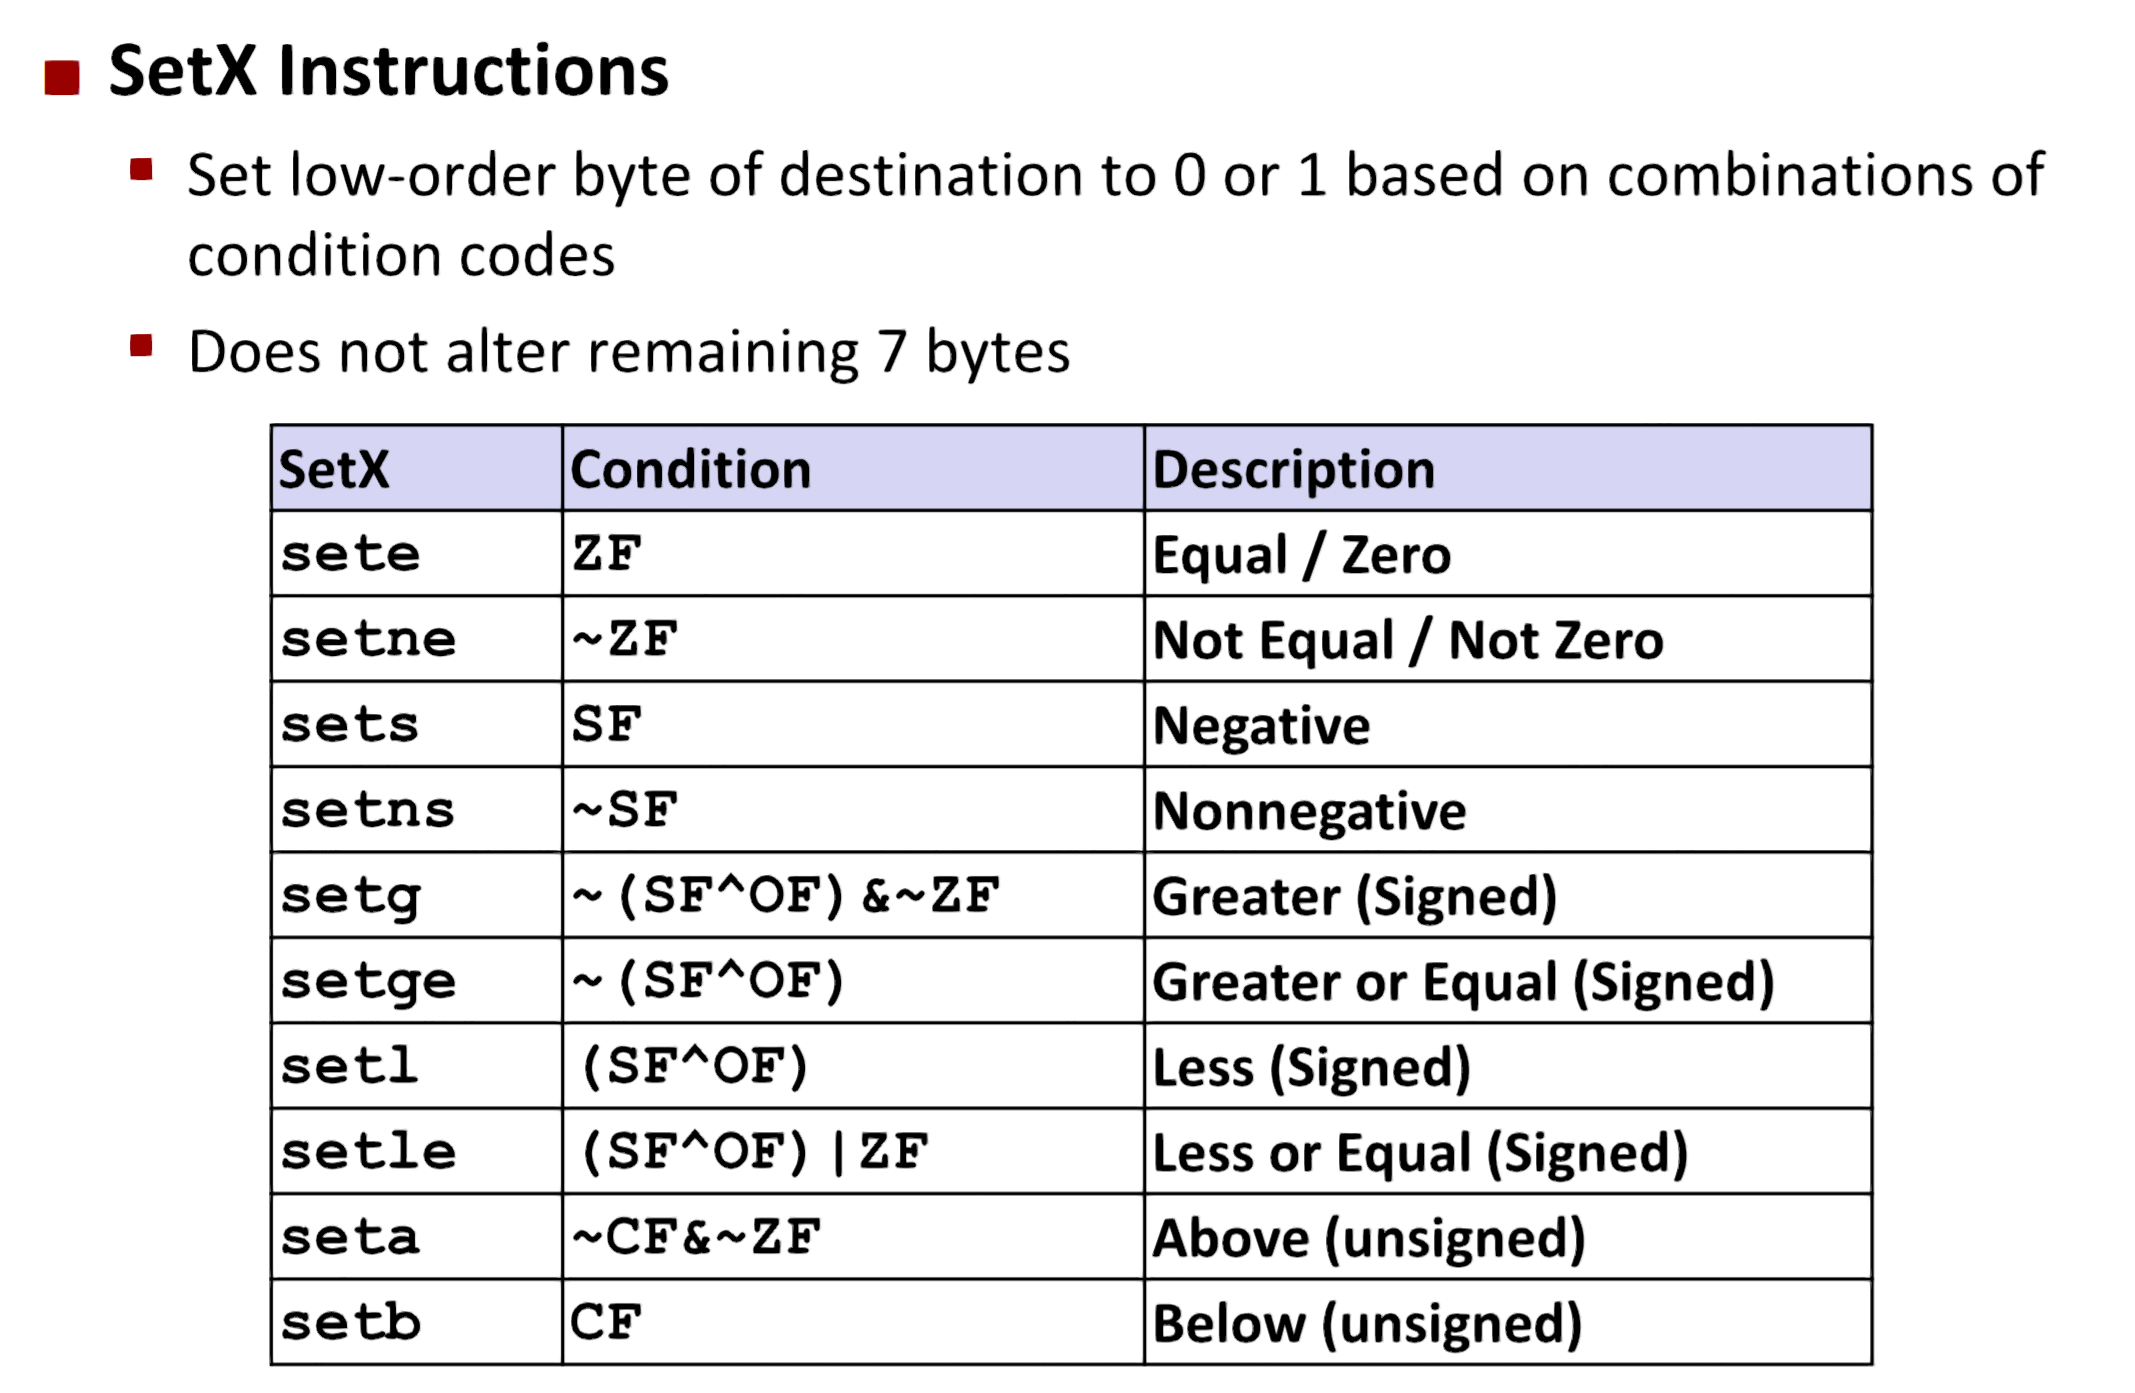 SetX Instructions
Set low-order byte of destination to 0 or 1 based on combinations of
condition codes
Does not alter remaining 7 bytes
SetX Condition Description
sete ZF Equal / Zero
setne ~ZF Not Equal / Not Zero
sets SF Negative
setns ~SF Nonnegative
setg ~(SF^OF)&~ZF Greater (Signed)
setge ~(SF^OF) Greater or Equal (Signed)
setl (SF^OF) Less (Signed)
setle (SF^OF)|ZF Less or Equal (Signed)
seta ~CF&~ZF Above (unsigned)
setb CF Below (unsigned)